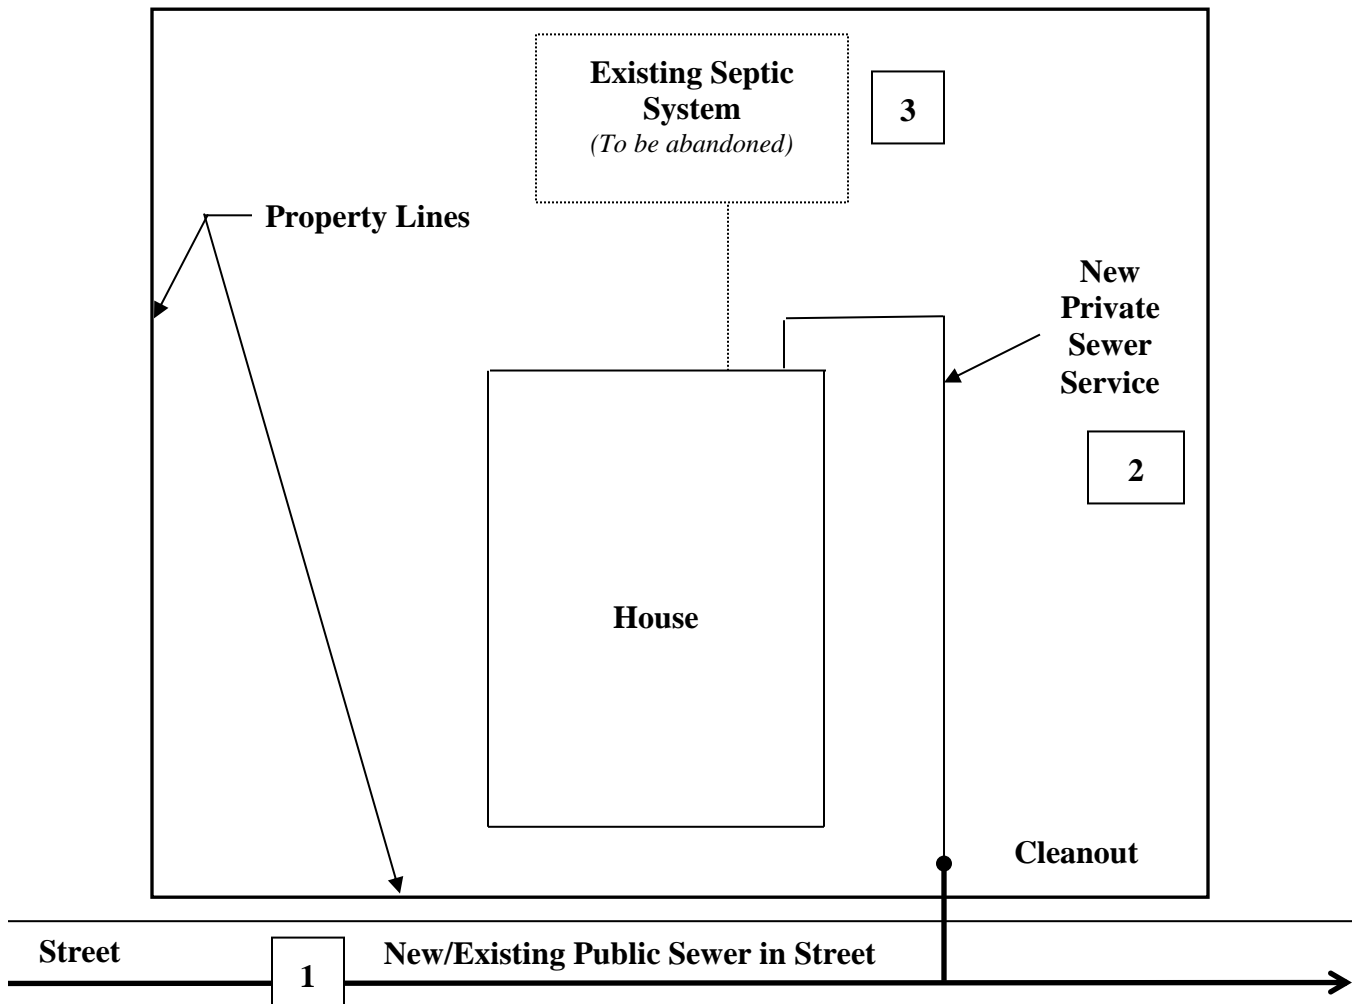 Existing Septic
System
(To be abandoned)
3
Property Lines
New
Private
Sewer
Service
2
House
Cleanout
Street
New/Existing Public Sewer in Street
1